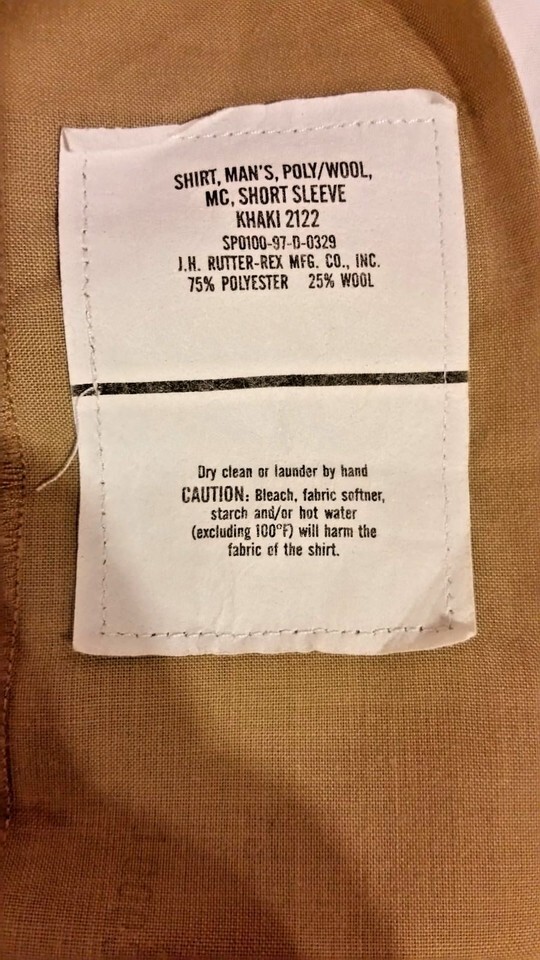 SHIRT, MAN'S, POLY/WOOL,
MC, SHORT SLEEVE
KHAKI 2122
SPO100-97-D-0329
J.H. RUTTER-REX MFG. CO., INC.
75% POLYESTER 25% WOOL
Dry clean or launder by hand
CAUTION: Bleach, fabric softner,
starch and/or hot water
(excluding 100°F) will harm the
fabric of the shirt.